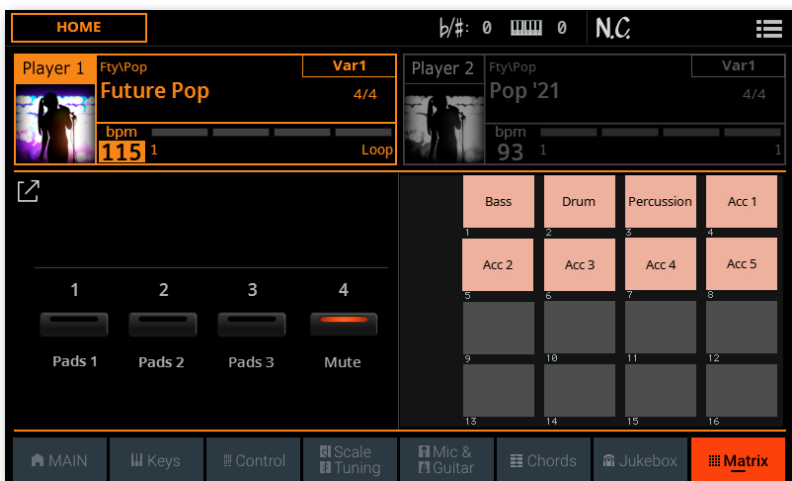 HOME
♭/#: 0 0 N.C.
Player 1 Fty\Pop Var1
Future Pop 4/4
bpm
115 1 Loop
Player 2 Fty\Pop Var1
Pop '21 4/4
bpm
93 1 1
1 2 3 4
Pads 1 Pads 2 Pads 3 Mute
Bass Drum Percussion Acc 1
1 2 3 4
Acc 2 Acc 3 Acc 4 Acc 5
5 6 7 8
9 10 11 12
13 14 15 16
MAIN Keys Control Scale Tuning Mic & Guitar Chords Jukebox Matrix